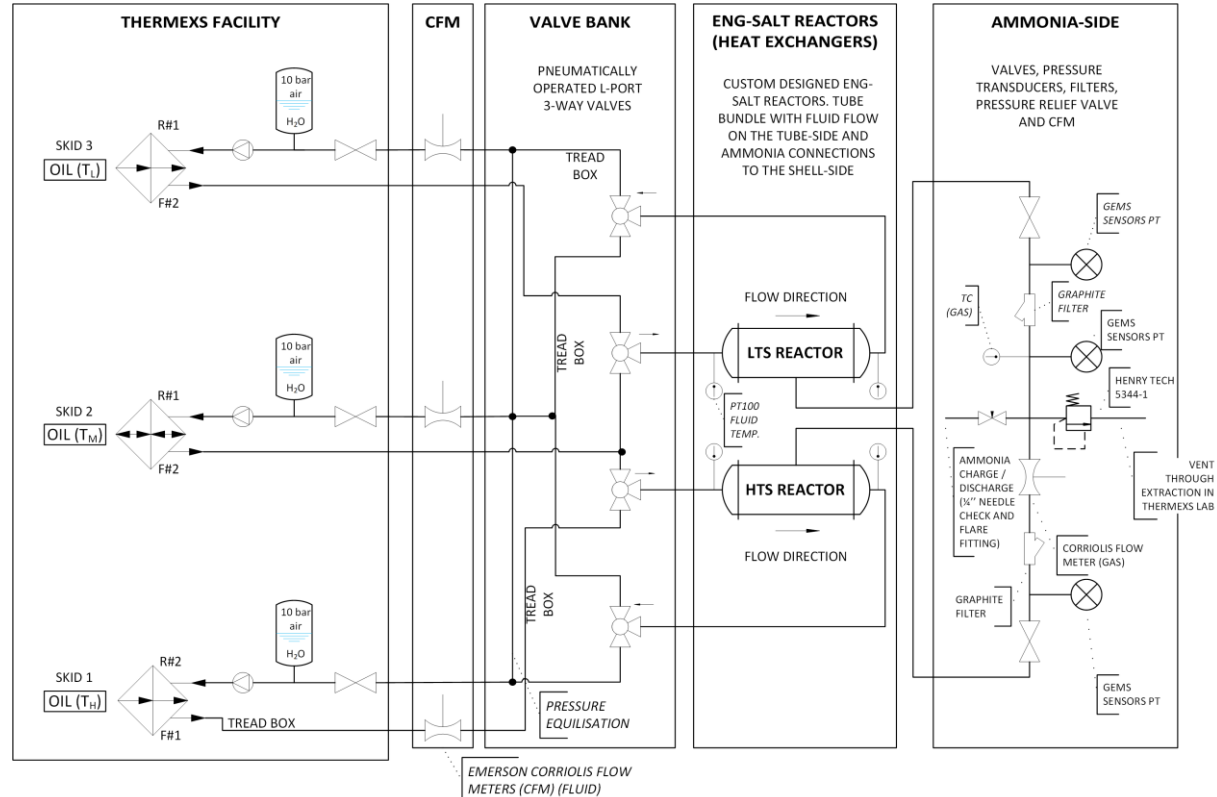 THERMEXS FACILITY
CFM
VALVE BANK
ENG-SALT REACTORS
(HEAT EXCHANGERS)
AMMONIA-SIDE
PNEUMATICALLY
OPERATED L-PORT
3-WAY VALVES
CUSTOM DESIGNED ENG-
SALT REACTORS. TUBE
BUNDLE WITH FLUID FLOW
ON THE TUBE-SIDE AND
AMMONIA CONNECTIONS
TO THE SHELL-SIDE
VALVES, PRESSURE
TRANSDUCERS, FILTERS,
PRESSURE RELIEF VALVE
AND CFM
10 bar
air
H₂O
R#1
SKID 3
OIL (T_L)
F#2
TREAD
BOX
GEMS
SENSORS PT
FLOW DIRECTION
TC
(GAS)
GRAPHITE
FILTER
10 bar
air
H₂O
R#1
SKID 2
OIL (T_M)
F#2
TREAD
BOX
LTS REACTOR
GEMS
SENSORS PT
HENRY TECH
5344-1
PT100
FLUID
TEMP.
HTS REACTOR
FLOW DIRECTION
AMMONIA
CHARGE /
DISCHARGE
(¼’’ NEEDLE
CHECK AND
FLARE
FITTING)
VENT
THROUGH
EXTRACTION IN
THERMEXS LAB
CORRIOLIS FLOW
METER (GAS)
10 bar
air
H₂O
R#2
SKID 1
OIL (T_H)
F#1
TREAD BOX
TREAD
BOX
GRAPHITE
FILTER
GEMS
SENSORS PT
PRESSURE
EQUILISATION
EMERSON CORIOLIS FLOW
METERS (CFM) (FLUID)